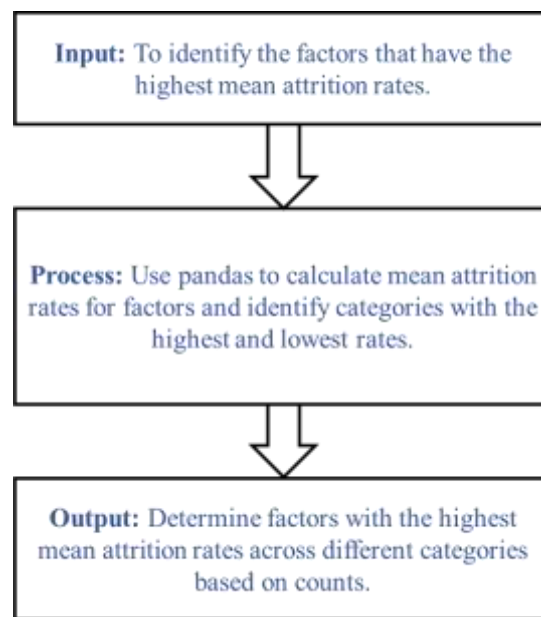 Input: To identify the factors that have the
highest mean attrition rates.
Process: Use pandas to calculate mean attrition
rates for factors and identify categories with the
highest and lowest rates.
Output: Determine factors with the highest
mean attrition rates across different categories
based on counts.